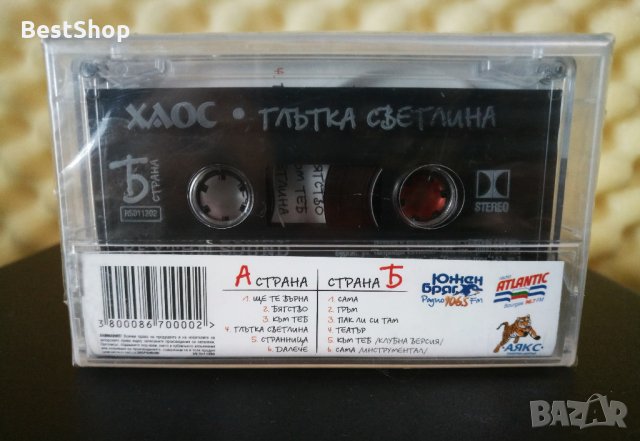 BestShop
ХАОС • ГЛЪТКА СВЕТЛИНА
Б СТРАНА
RS011202
STEREO
А СТРАНА
1. ЩЕ ТЕ ВЪРНА
2. БЯГСТВО
3. КЪМ ТЕБ
4. ГЛЪТКА СВЕТЛИНА
5. СТРАННИЦА
6. ДАЛЕЧЕ
СТРАНА Б
1. САМА
2. ГРЪМ
3. ПАК ЛИ СИ ТАМ
4. ТЕАТЪР
5. КЪМ ТЕБ /КЛУБНА ВЕРСИЯ/
6. САМА /ИНСТРУМЕНТАЛ/
ЮЖЕН
БРЯГ
Радио 106.5 FM
ATLANTIC
АЯКС
3 800086 700002 >
BAZAR